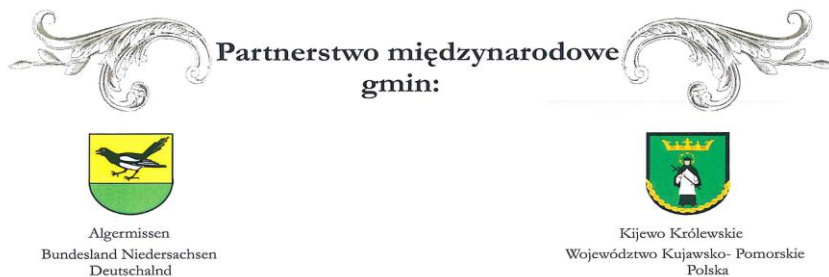 Partnerstwo międzynarodowe
gmin:
Algermissen
Bundesland Niedersachsen
Deutschalnd
Kijewo Królewskie
Województwo Kujawsko- Pomorskie
Polska